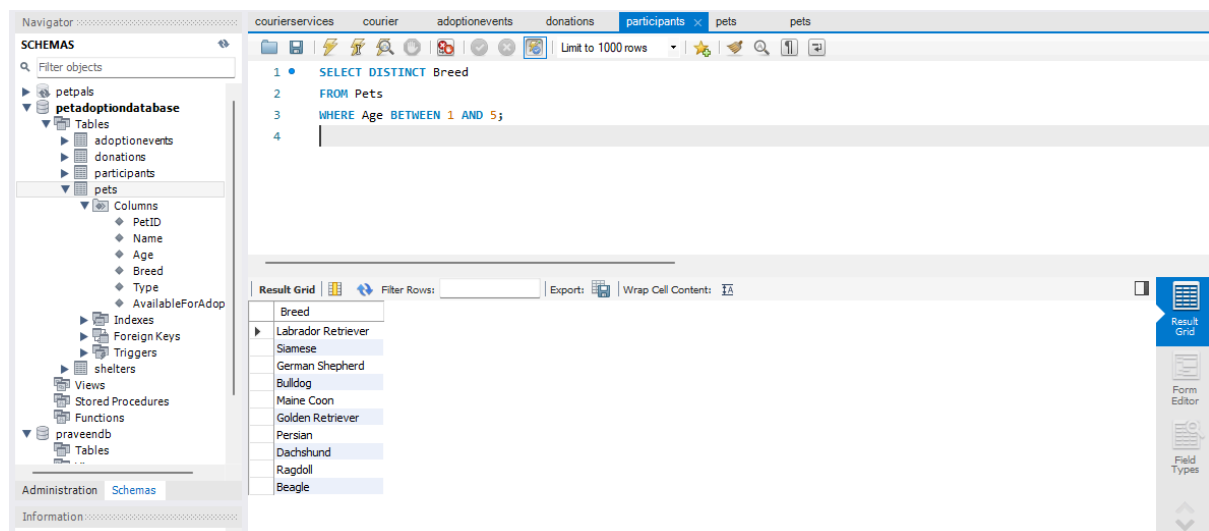 Navigator
courierservices courier adoptionevents donations participants pets pets
SCHEMAS
Limit to 1000 rows
Filter objects
1 SELECT DISTINCT Breed
2 FROM Pets
3 WHERE Age BETWEEN 1 AND 5;
4
petpals
petadoptiondatabase
Tables
adoptionevents
donations
participants
pets
Columns
PetID
Name
Age
Breed
Type
AvailableForAdop
Indexes
Foreign Keys
Triggers
shelters
Views
Stored Procedures
Functions
praveendb
Tables
Administration Schemas
Information
Result Grid Filter Rows: Export: Wrap Cell Content:
Breed
Labrador Retriever
Siamese
German Shepherd
Bulldog
Maine Coon
Golden Retriever
Persian
Dachshund
Ragdoll
Beagle
Result
Grid
Form
Editor
Field
Types